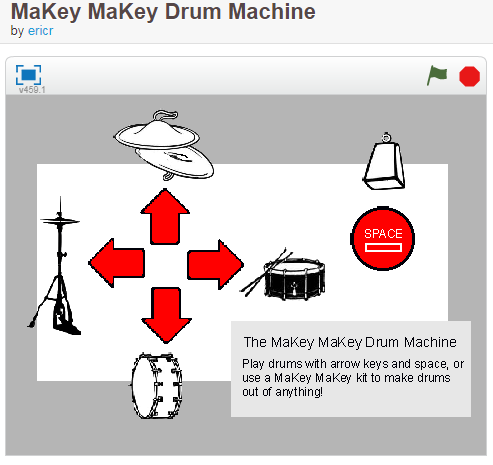 MaKey MaKey Drum Machine
by ericr
v459.1
SPACE
The MaKey MaKey Drum Machine
Play drums with arrow keys and space, or
use a MaKey MaKey kit to make drums
out of anything!